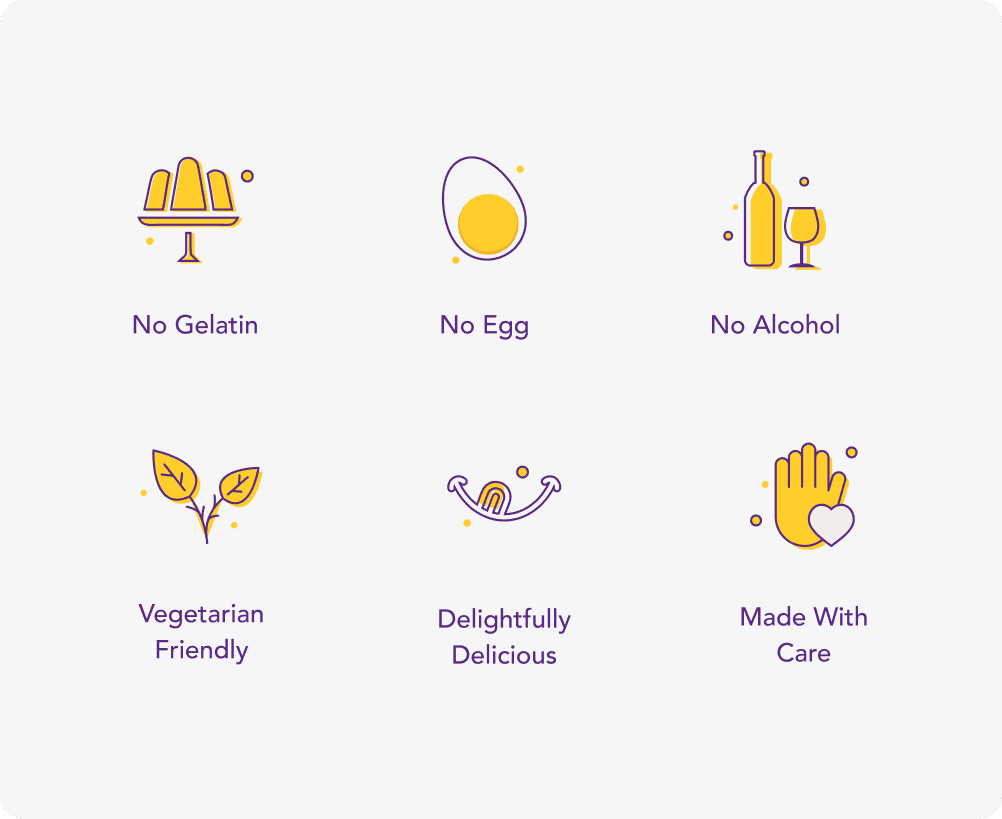 No Gelatin
No Egg
No Alcohol
Vegetarian
Friendly
Delightfully
Delicious
Made With
Care